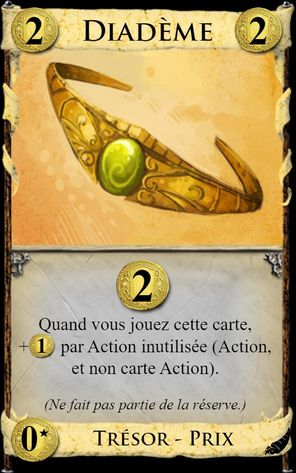 2 DIADÈME 2
2
Quand vous jouez cette carte,
+1 par Action inutilisée (Action,
et non carte Action).
(Ne fait pas partie de la réserve.)
0* TRÉSOR - PRIX